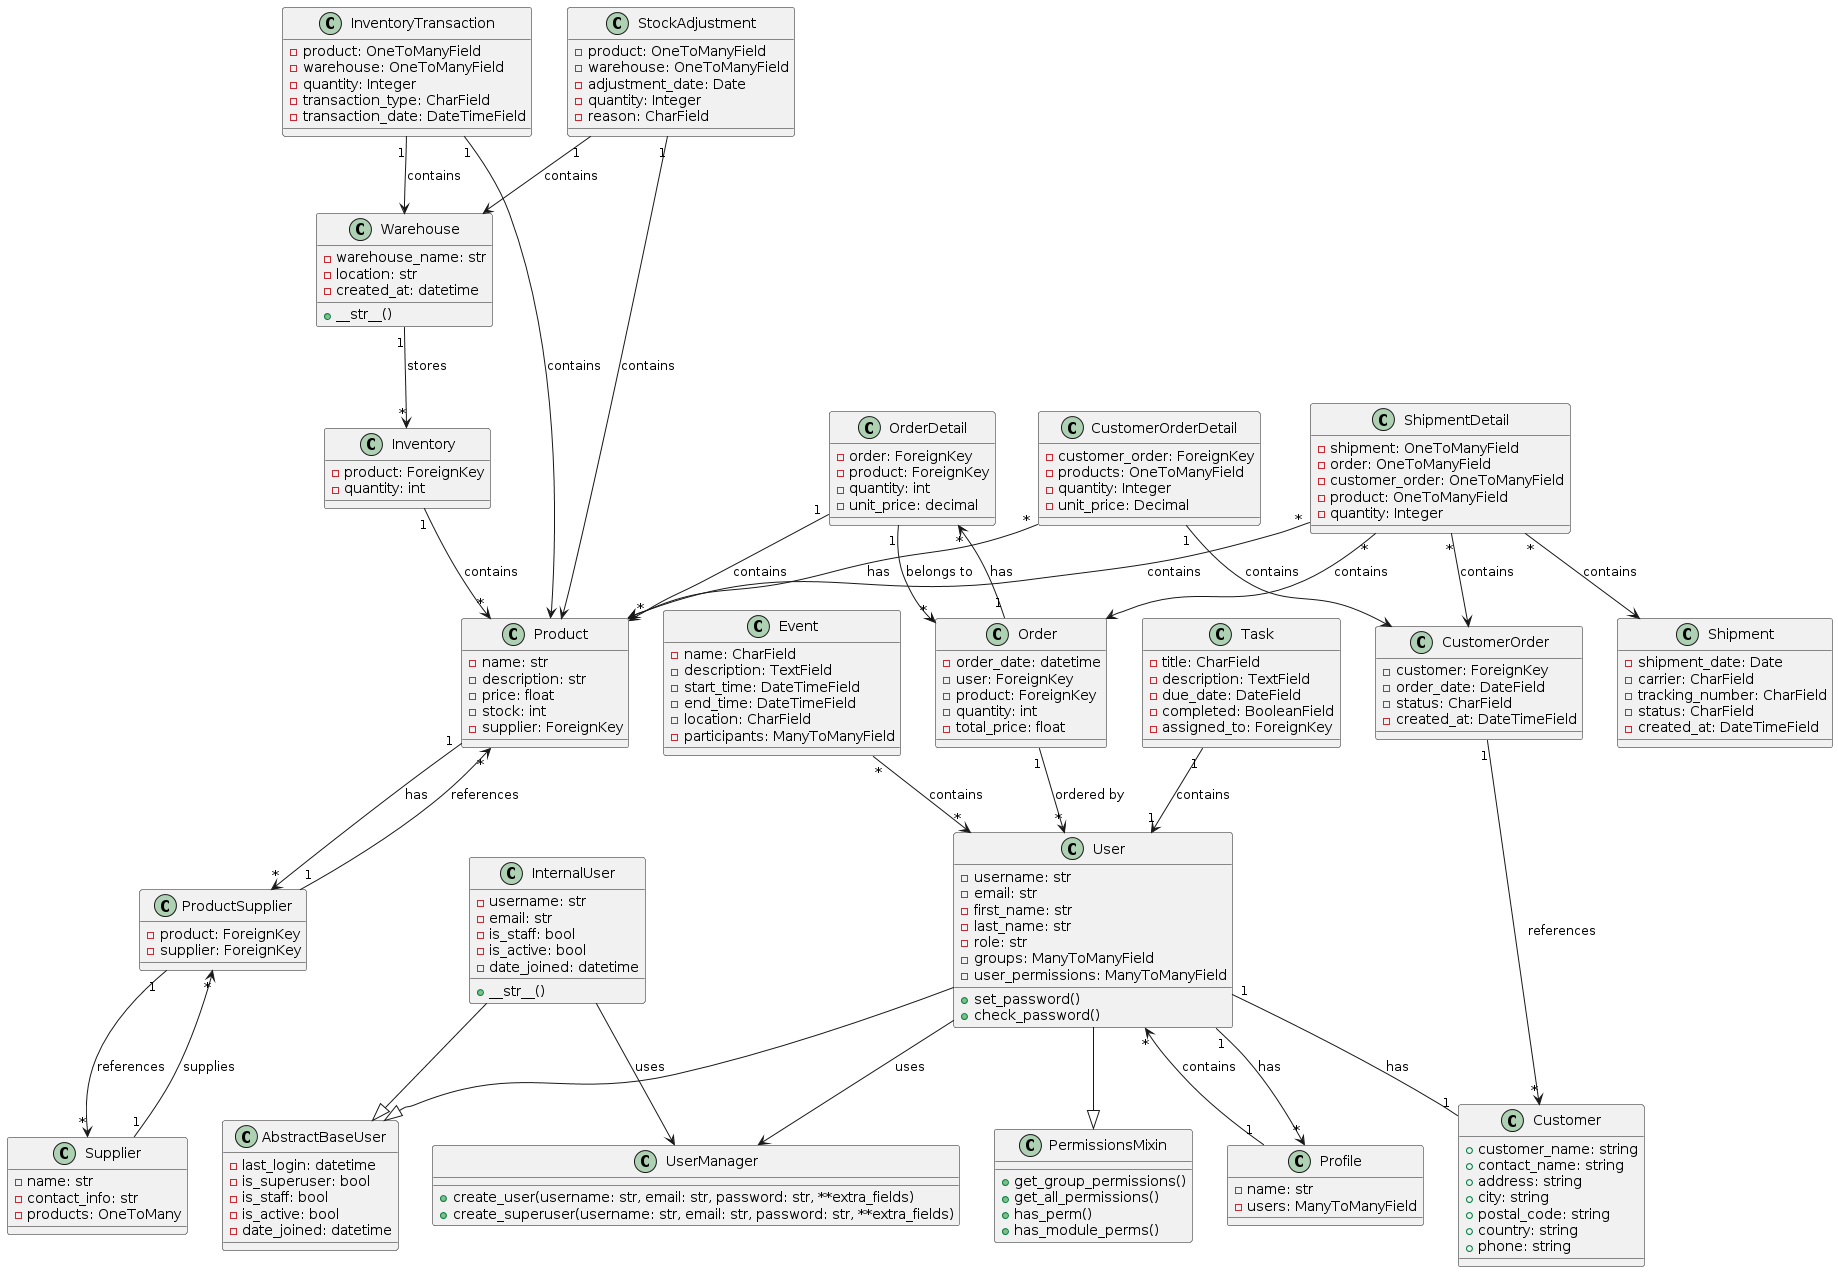 C InventoryTransaction
product: OneToManyField
warehouse: OneToManyField
quantity: Integer
transaction_type: CharField
transaction_date: DateTimeField
C StockAdjustment
product: OneToManyField
warehouse: OneToManyField
adjustment_date: Date
quantity: Integer
reason: CharField
1
1
1
1
contains
contains
C Warehouse
warehouse_name: str
location: str
created_at: datetime
__str__()
1
stores
contains
contains
*
C Inventory
product: ForeignKey
quantity: int
C OrderDetail
order: ForeignKey
product: ForeignKey
quantity: int
unit_price: decimal
C CustomerOrderDetail
customer_order: ForeignKey
products: OneToManyField
quantity: Integer
unit_price: Decimal
C ShipmentDetail
shipment: OneToManyField
order: OneToManyField
customer_order: OneToManyField
product: OneToManyField
quantity: Integer
1
1
1
*
*
1
*
*
*
*
contains
contains
has
belongs to
has
contains
contains
contains
contains
contains
*
*
*
1
C Product
name: str
description: str
price: float
stock: int
supplier: ForeignKey
C Event
name: CharField
description: TextField
start_time: DateTimeField
end_time: DateTimeField
location: CharField
participants: ManyToManyField
C Order
order_date: datetime
user: ForeignKey
product: ForeignKey
quantity: int
total_price: float
C Task
title: CharField
description: TextField
due_date: DateField
completed: BooleanField
assigned_to: ForeignKey
C CustomerOrder
customer: ForeignKey
order_date: DateField
status: CharField
created_at: DateTimeField
C Shipment
shipment_date: Date
carrier: CharField
tracking_number: CharField
status: CharField
created_at: DateTimeField
1
*
*
1
1
1
has
references
contains
ordered by
contains
*
*
1
*
1
C ProductSupplier
product: ForeignKey
supplier: ForeignKey
C InternalUser
username: str
email: str
is_staff: bool
is_active: bool
date_joined: datetime
__str__()
C User
username: str
email: str
first_name: str
last_name: str
role: str
groups: ManyToManyField
user_permissions: ManyToManyField
set_password()
check_password()
references
1
*
1
*
1
references
supplies
uses
uses
contains
has
has
*
1
1
*
1
*
C Supplier
name: str
contact_info: str
products: OneToMany
C AbstractBaseUser
last_login: datetime
is_superuser: bool
is_staff: bool
is_active: bool
date_joined: datetime
C UserManager
create_user(username: str, email: str, password: str, **extra_fields)
create_superuser(username: str, email: str, password: str, **extra_fields)
C PermissionsMixin
get_group_permissions()
get_all_permissions()
has_perm()
has_module_perms()
C Profile
name: str
users: ManyToManyField
C Customer
customer_name: string
contact_name: string
address: string
city: string
postal_code: string
country: string
phone: string